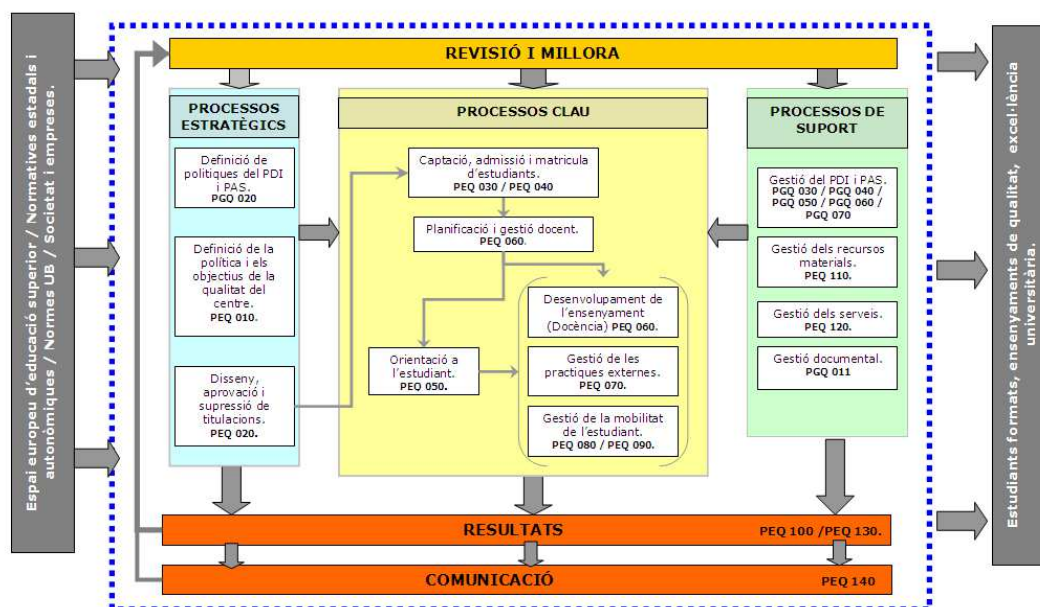 Espai europeu d'educació superior / Normatives estadals i
autonòmiques / Normes UB / Societat i empreses.
REVISIÓ I MILLORA
PROCESSOS
ESTRATÈGICS
Definició de
politiques del PDI
i PAS.
PGQ 020
Definició de la
política i els
objectius de la
qualitat del
centre.
PEQ 010.
Disseny,
aprovació i
supressió de
titulacions.
PEQ 020.
PROCESSOS CLAU
Captació, admissió i matricula
d'estudiants.
PEQ 030 / PEQ 040
Planificació i gestió docent.
PEQ 060.
Orientació a
l'estudiant.
PEQ 050.
Desenvolupament de
l'ensenyament
(Docència) PEQ 060.
Gestió de les
practiques externes.
PEQ 070.
Gestió de la mobilitat
de l'estudiant.
PEQ 080 / PEQ 090.
PROCESSOS DE
SUPORT
Gestió del PDI i PAS.
PGQ 030 / PGQ 040 /
PGQ 050 / PGQ 060 /
PGQ 070
Gestió dels recursos
materials.
PEQ 110.
Gestió dels serveis.
PEQ 120.
Gestió documental.
PGQ 011
RESULTATS
PEQ 100 /PEQ 130.
COMUNICACIÓ
PEQ 140
Estudiants formats, ensenyaments de qualitat, excel·lència
universitària.